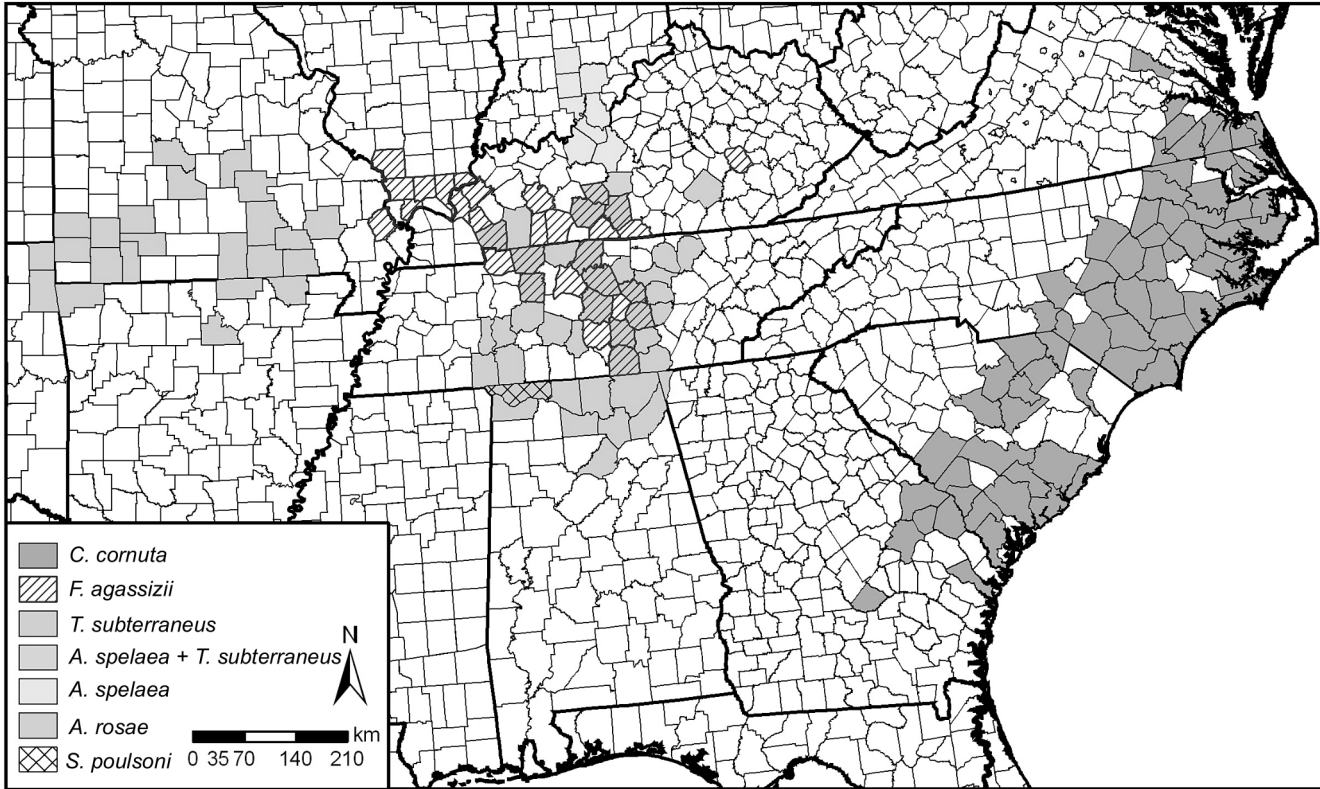 C. cornuta
F. agassizii
T. subterraneus
A. spelaea + T. subterraneus
A. spelaea
A. rosae
S. poulsoni
N
km
0 35 70 140 210